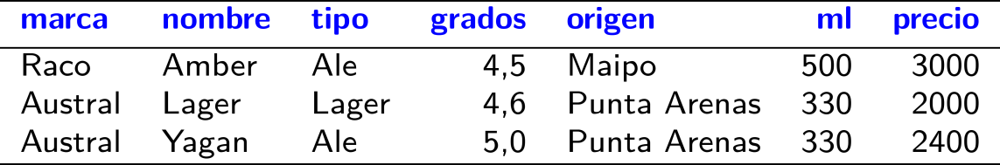 marca nombre tipo grados origen ml precio
Raco Amber Ale 4,5 Maipo 500 3000
Austral Lager Lager 4,6 Punta Arenas 330 2000
Austral Yagan Ale 5,0 Punta Arenas 330 2400